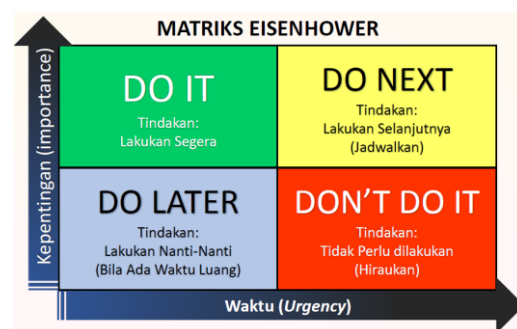 MATRIKS EISENHOWER
Kepentingan (importance)
DO IT
Tindakan:
Lakukan Segera
DO NEXT
Tindakan:
Lakukan Selanjutnya
(Jadwalkan)
DO LATER
Tindakan:
Lakukan Nanti-Nanti
(Bila Ada Waktu Luang)
DON'T DO IT
Tindakan:
Tidak Perlu dilakukan
(Hiraukan)
Waktu (Urgency)